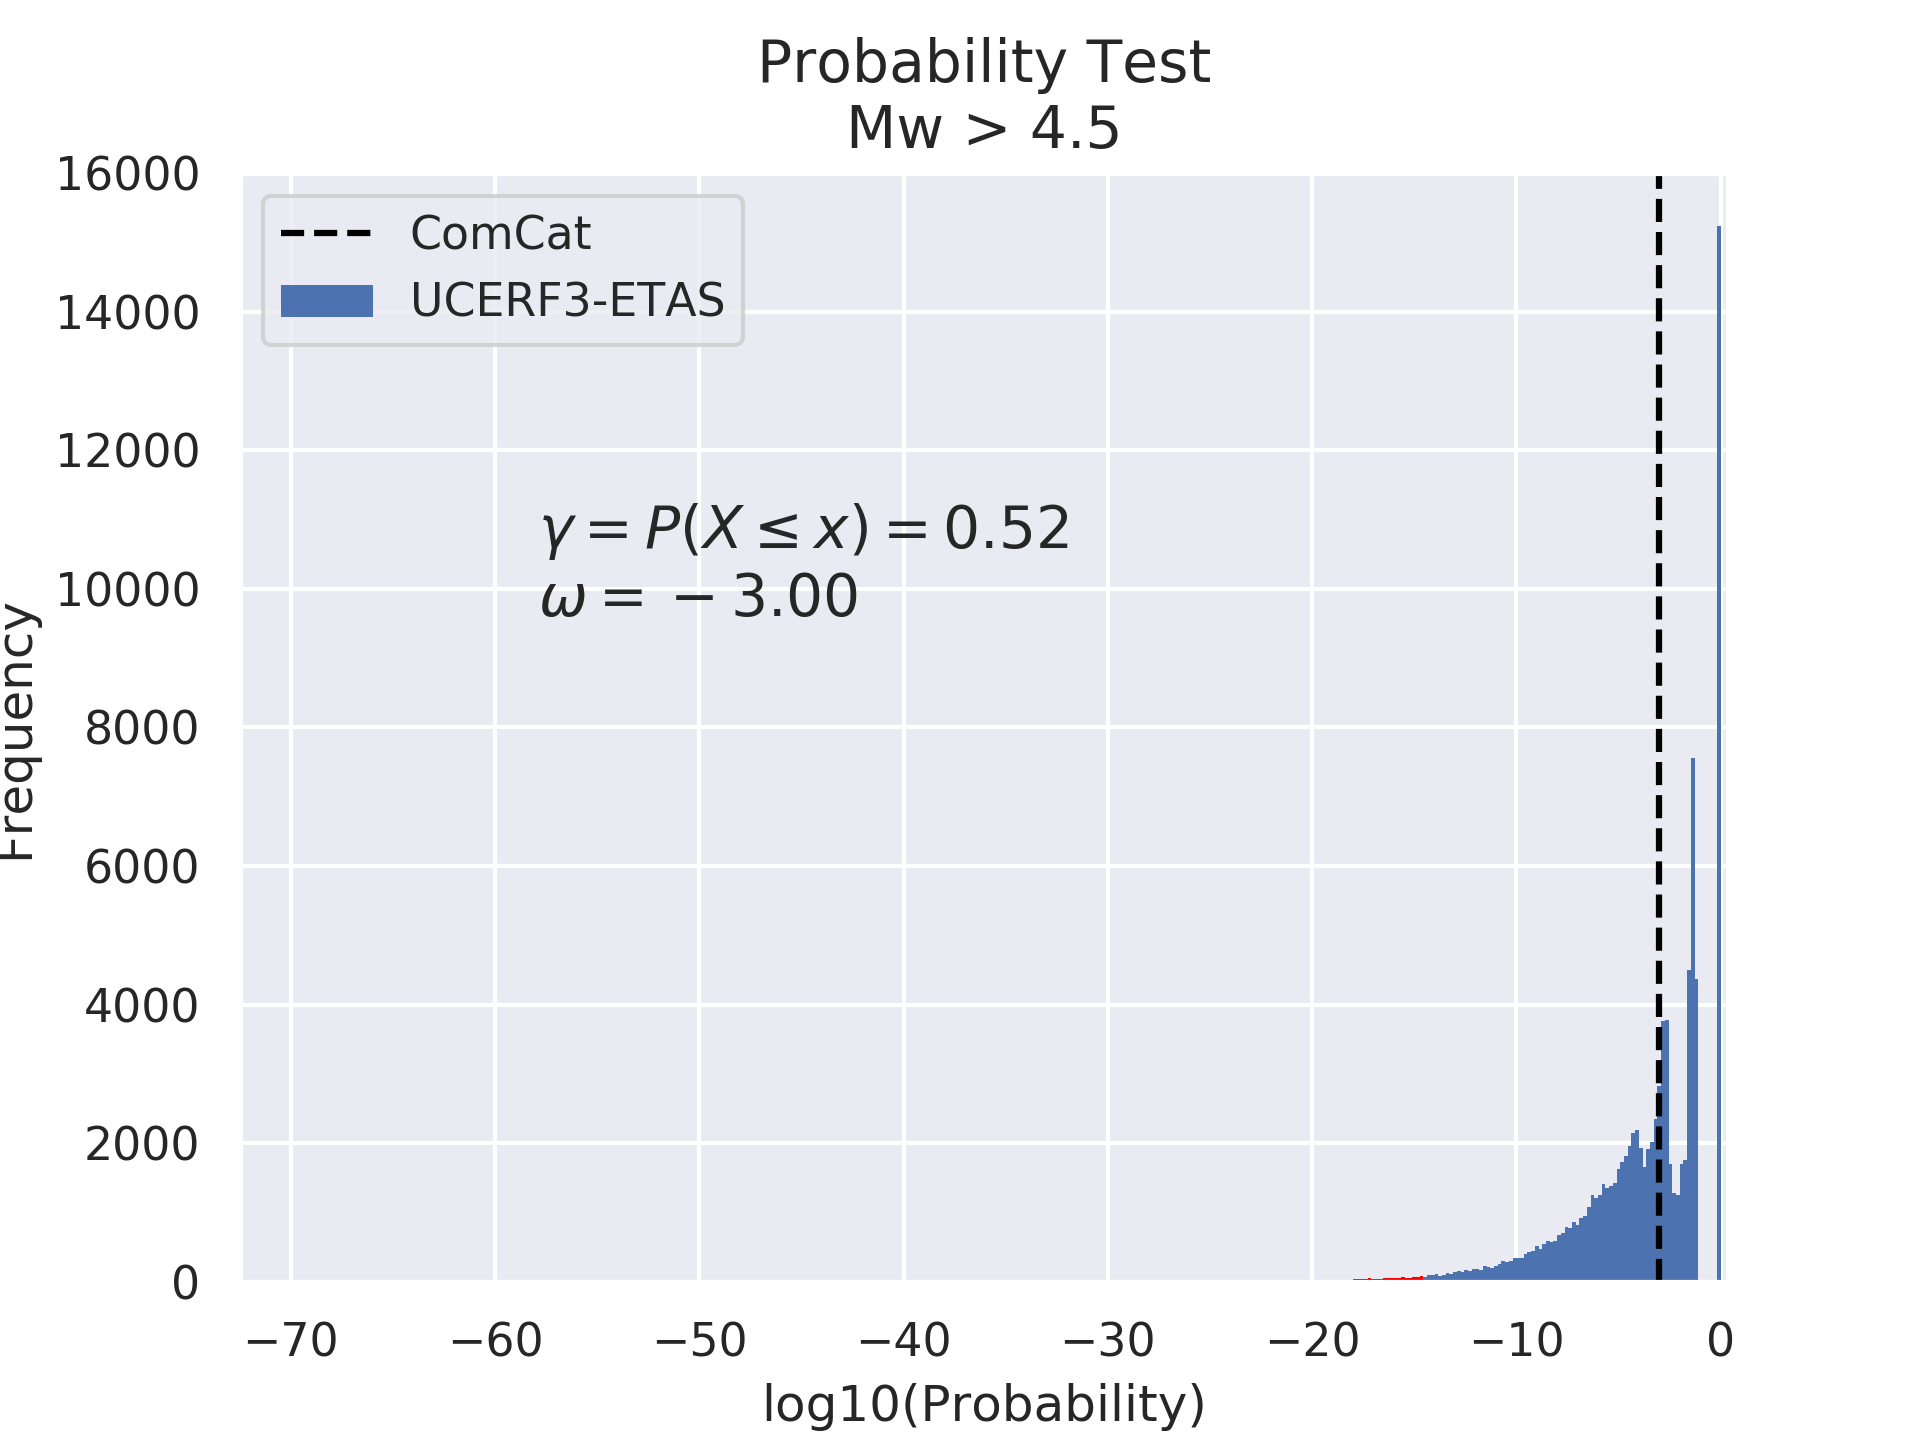 Probability Test
Mw > 4.5
16000
14000
12000
10000
8000
6000
4000
2000
0
Frequency
ComCat
UCERF3-ETAS
γ = P(X ≤ x) = 0.52
ω = − 3.00
−70 −60 −50 −40 −30 −20 −10 0
log10(Probability)